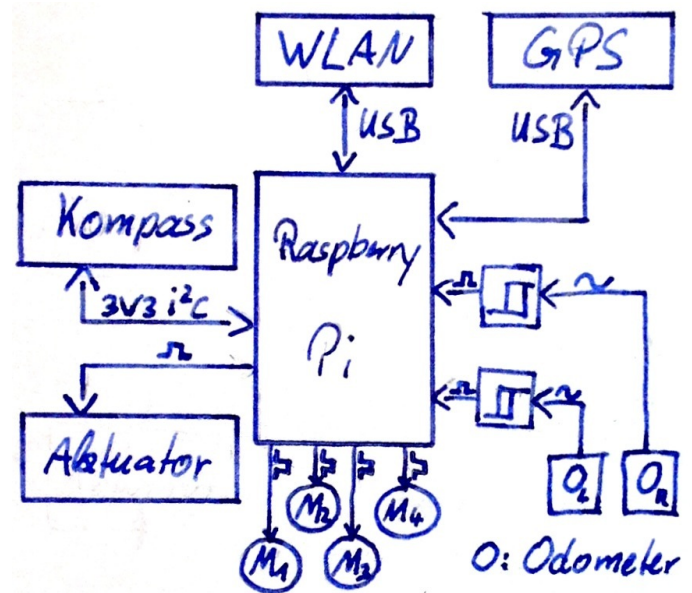 WLAN
GPS
USB
USB
Kompass
Raspberry
Pi
3V3 i²C
Aktuator
M1
M2
M3
M4
OL
OR
O: Odometer